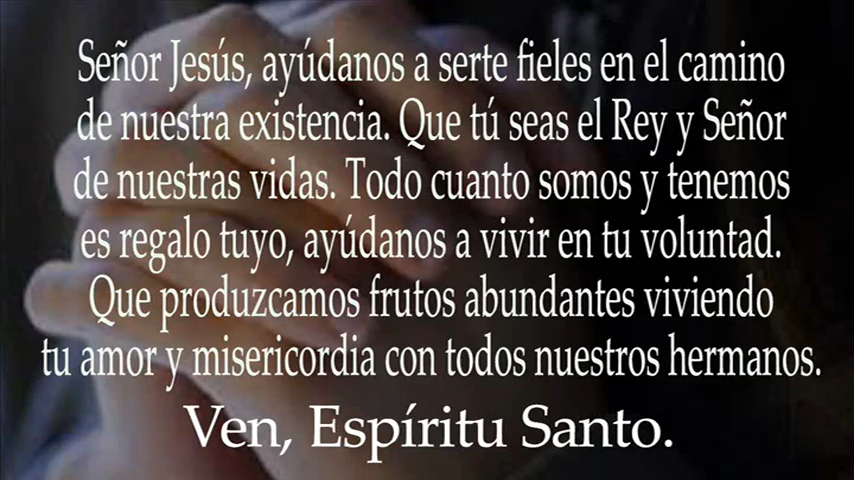 Señor Jesús, ayúdanos a serte fieles en el camino
de nuestra existencia. Que tú seas el Rey y Señor
de nuestras vidas. Todo cuanto somos y tenemos
es regalo tuyo, ayúdanos a vivir en tu voluntad.
Que produzcamos frutos abundantes viviendo
tu amor y misericordia con todos nuestros hermanos.
Ven, Espíritu Santo.